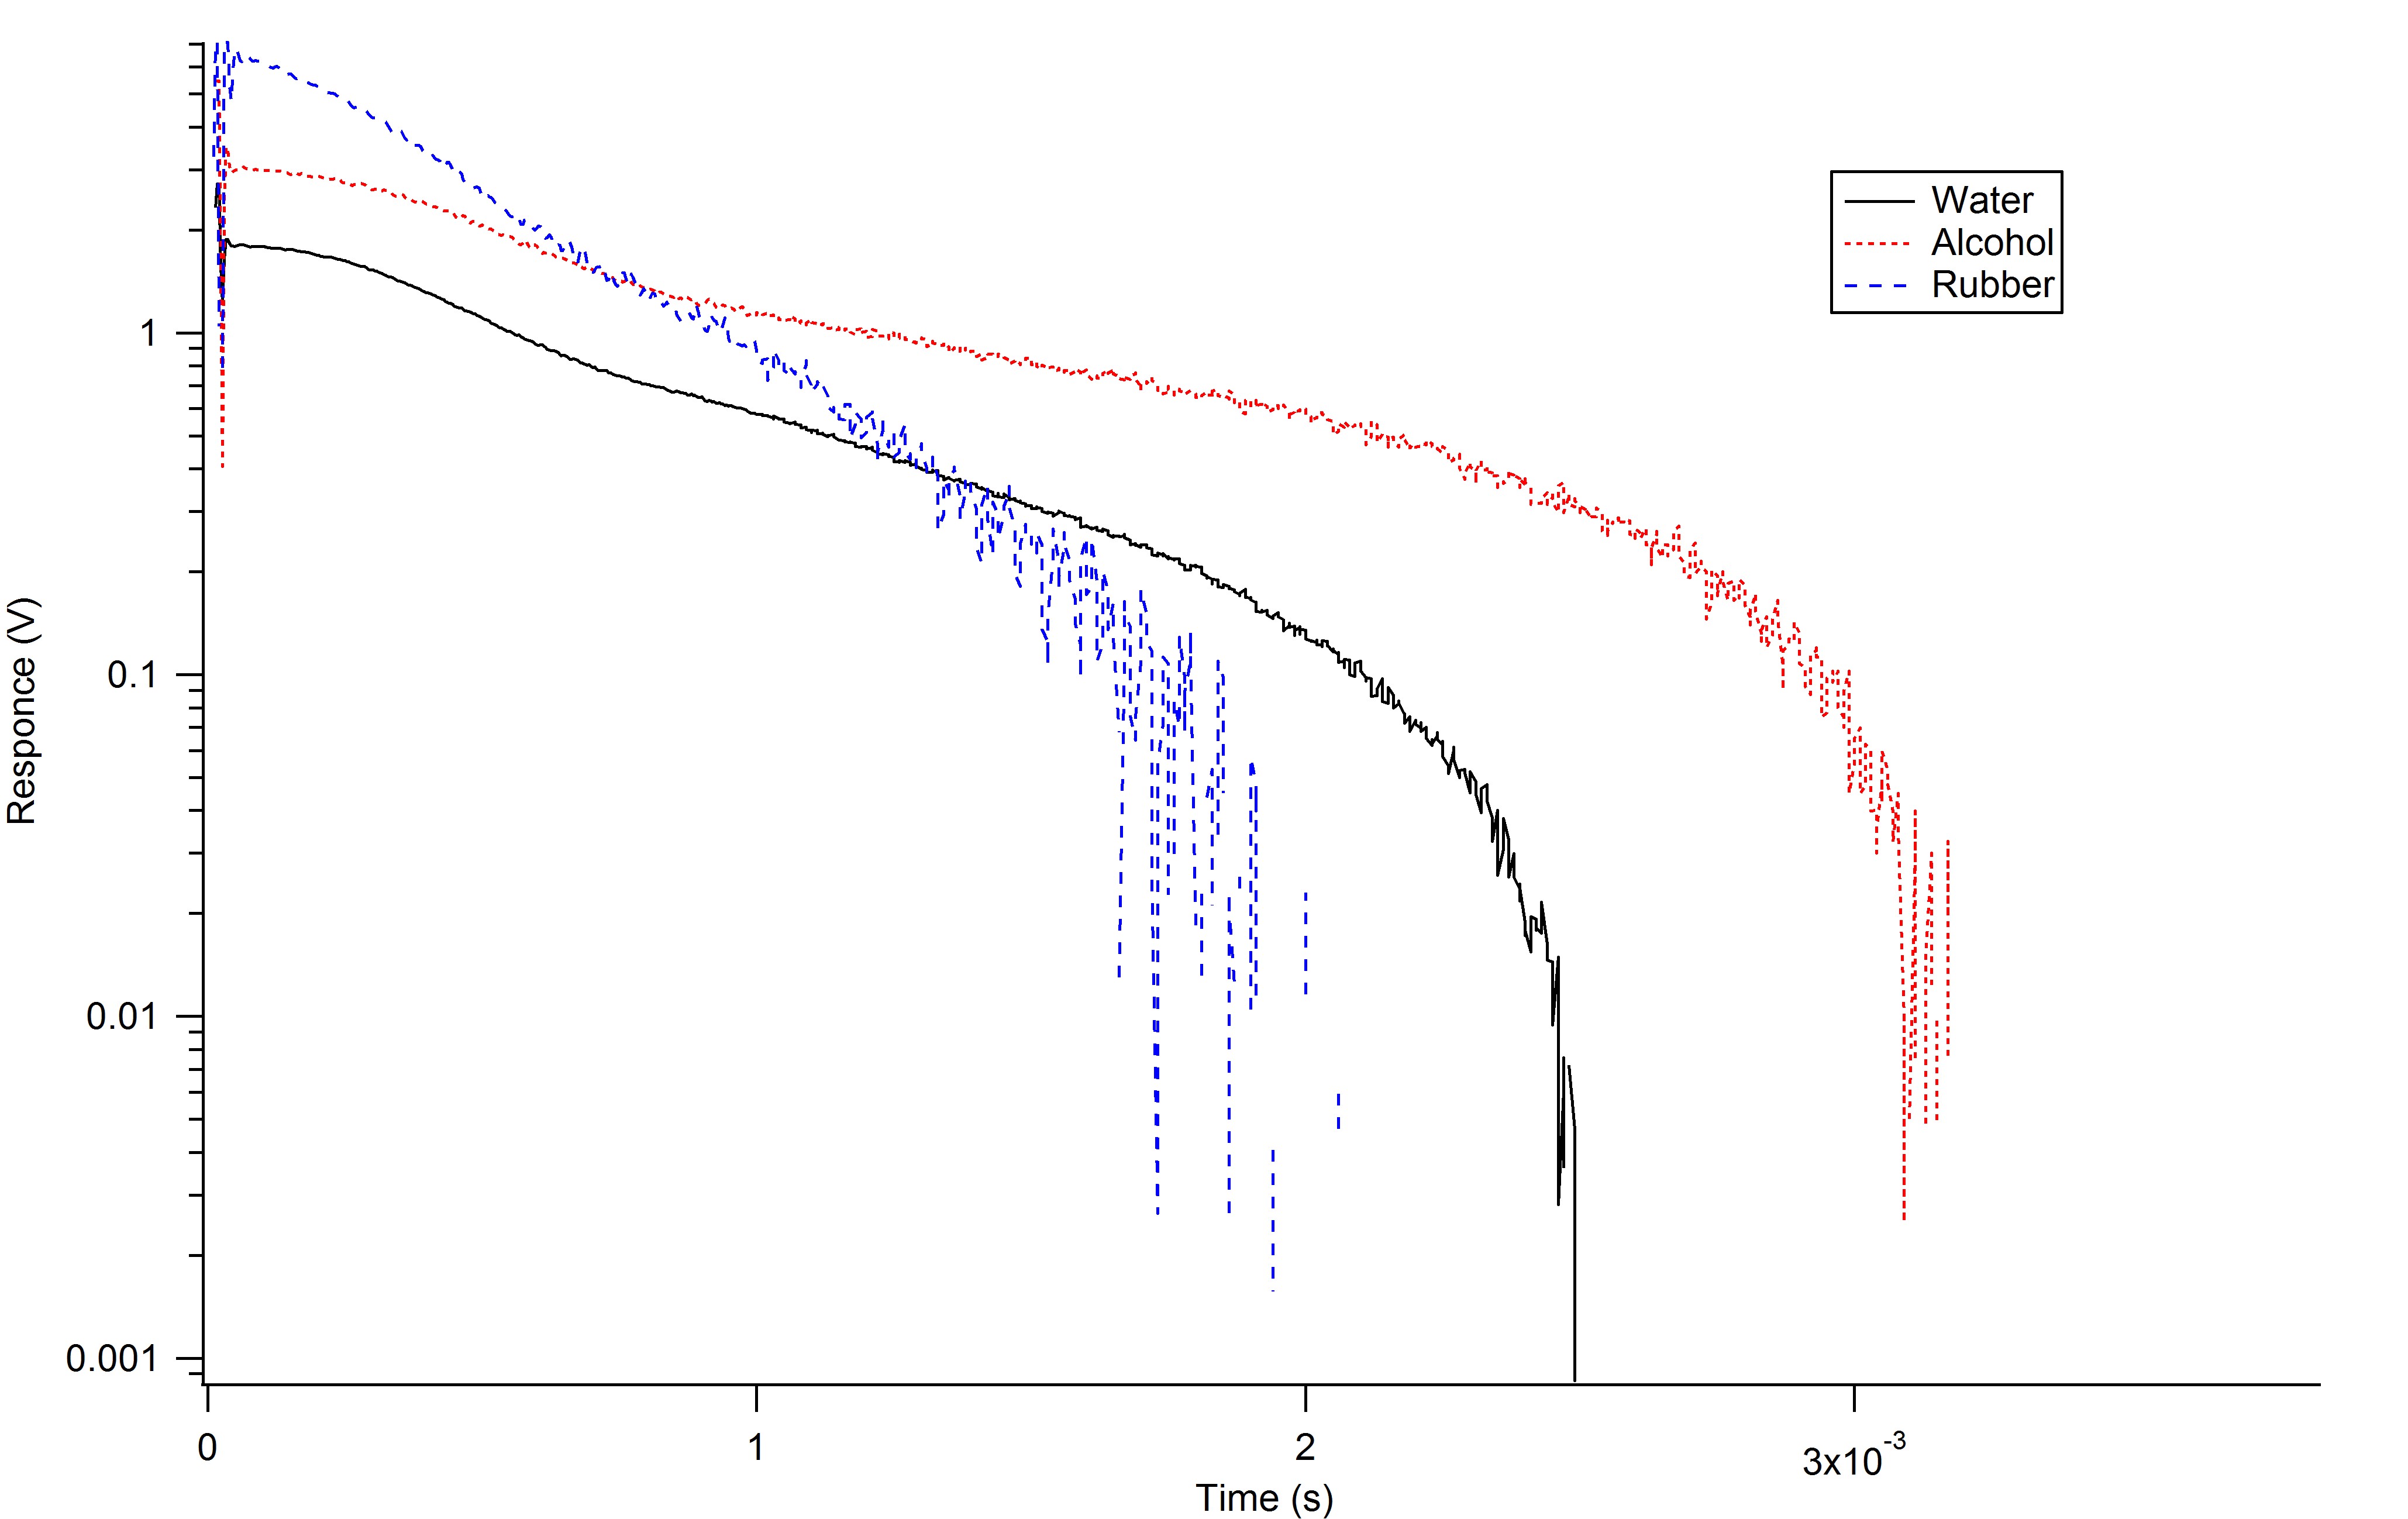 Water
Alcohol
Rubber
1
0.1
0.01
0.001
Responce (V)
0 1 2 3x10-3
Time (s)